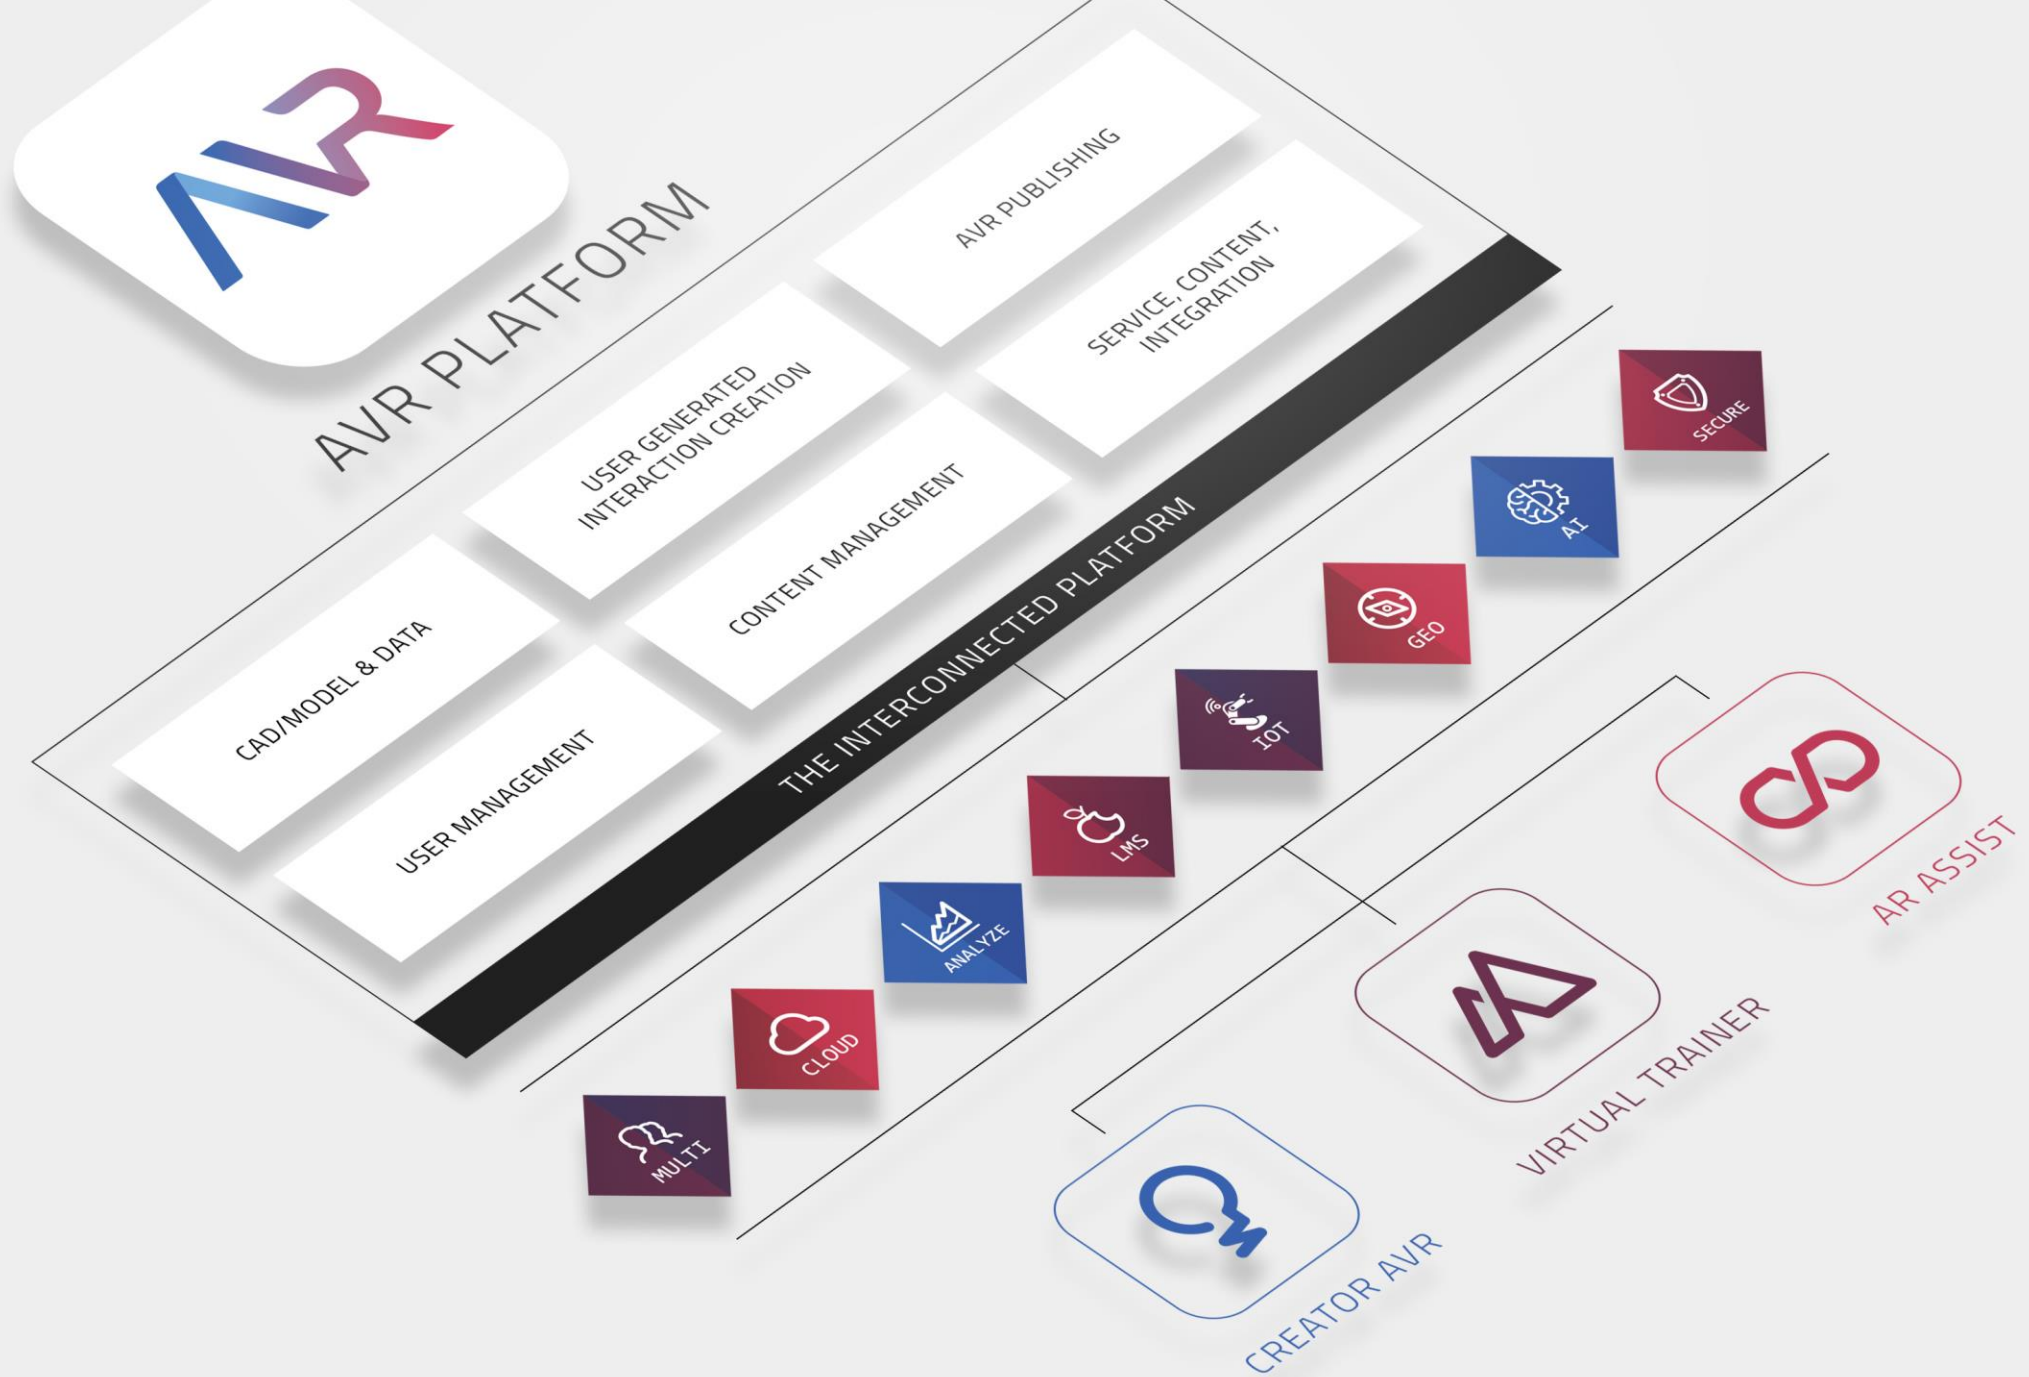 AVR
AVR PLATFORM
CAD/MODEL & DATA
USER GENERATED
INTERACTION CREATION
AVR PUBLISHING
USER MANAGEMENT
CONTENT MANAGEMENT
SERVICE, CONTENT,
INTEGRATION
THE INTERCONNECTED PLATFORM
MULTI
CLOUD
ANALYZE
LMS
IOT
GEO
AI
SECURE
CREATOR AVR
VIRTUAL TRAINER
AR ASSIST